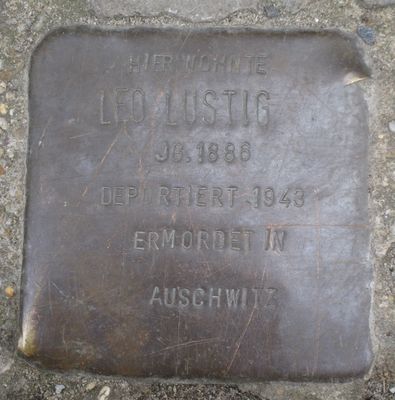 HIER WOHNTE
LEO LUSTIG
JG. 1886
DEPORTIERT 1943
ERMORDET IN
AUSCHWITZ